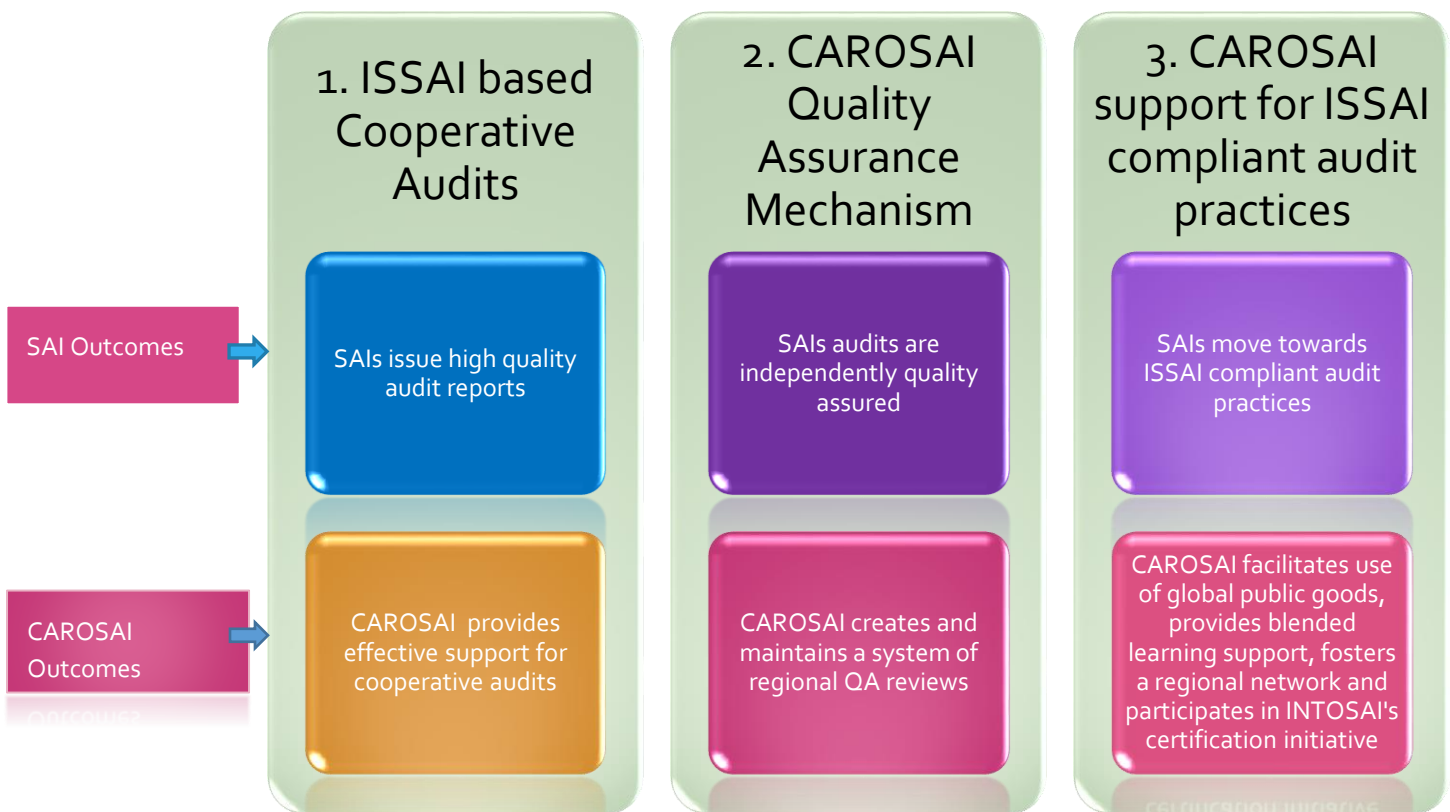 1. ISSAI based
Cooperative
Audits
2. CAROSAI
Quality
Assurance
Mechanism
3. CAROSAI
support for ISSAI
compliant audit
practices
SAI Outcomes
SAIs issue high quality
audit reports
SAIs audits are
independently quality
assured
SAIs move towards
ISSAI compliant audit
practices
CAROSAI
Outcomes
CAROSAI provides
effective support for
cooperative audits
CAROSAI creates and
maintains a system of
regional QA reviews
CAROSAI facilitates use
of global public goods,
provides blended
learning support, fosters
a regional network and
participates in INTOSAI's
certification initiative